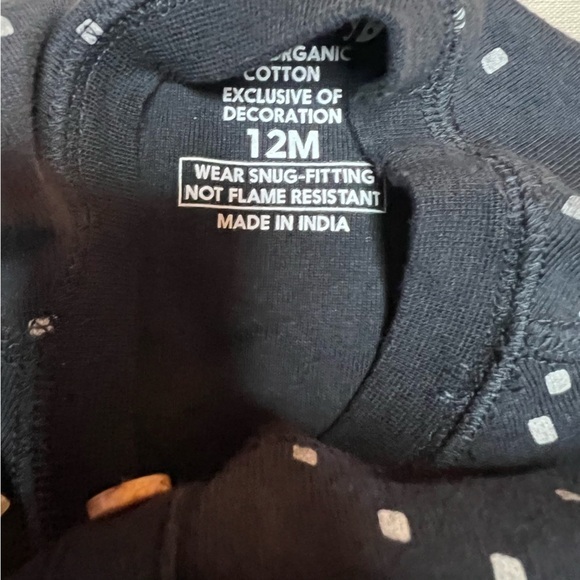 ORGANIC
COTTON
EXCLUSIVE OF
DECORATION
12M
WEAR SNUG-FITTING
NOT FLAME RESISTANT
MADE IN INDIA